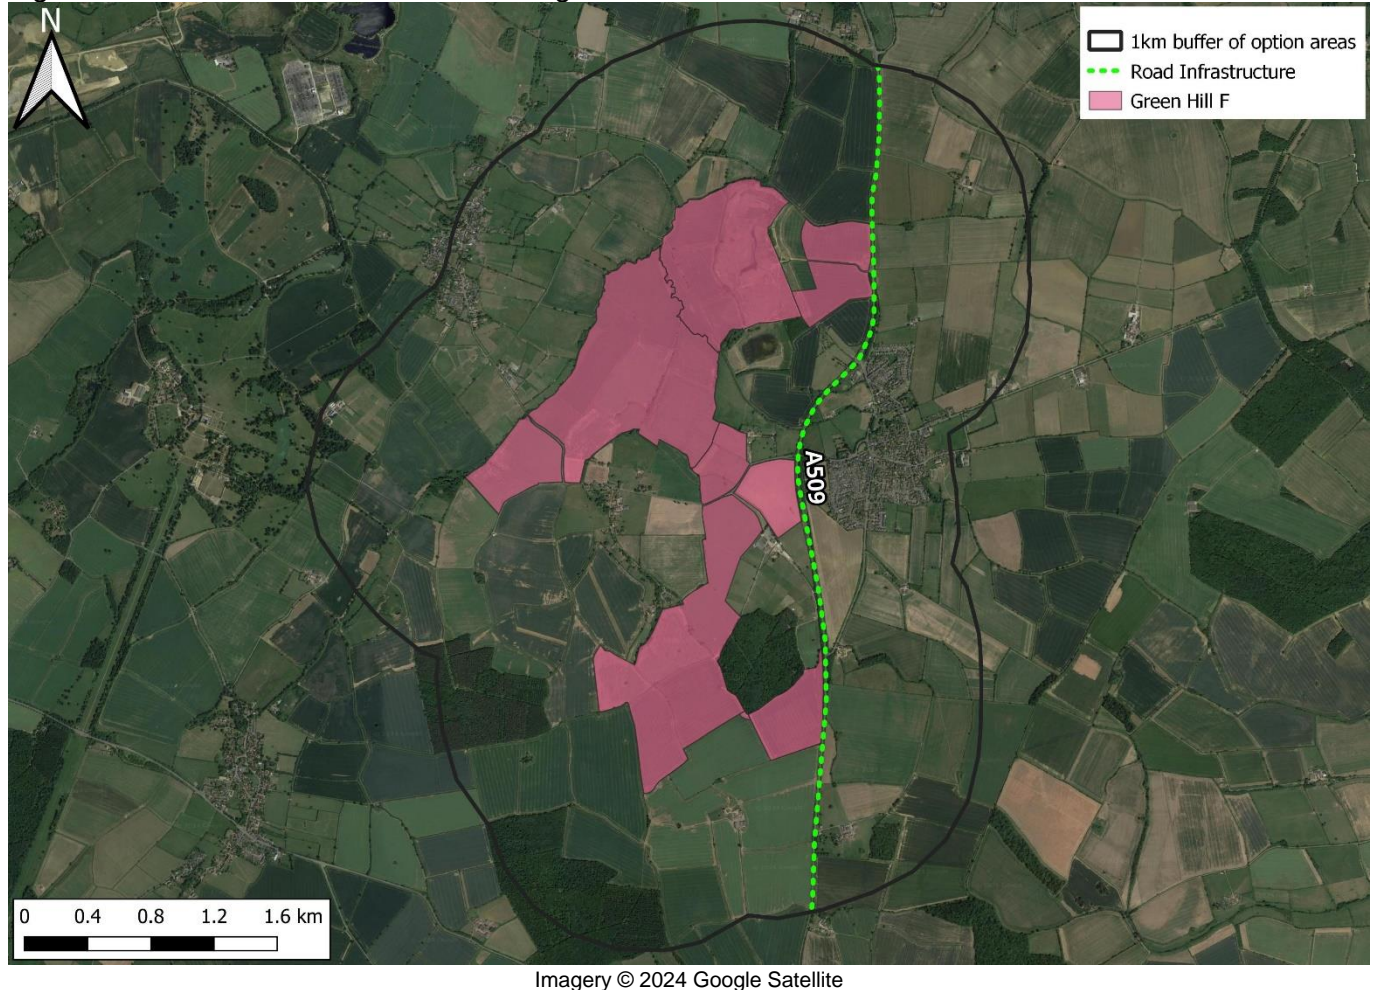 N
1km buffer of option areas
Road Infrastructure
Green Hill F
A509
0 0.4 0.8 1.2 1.6 km
Imagery © 2024 Google Satellite